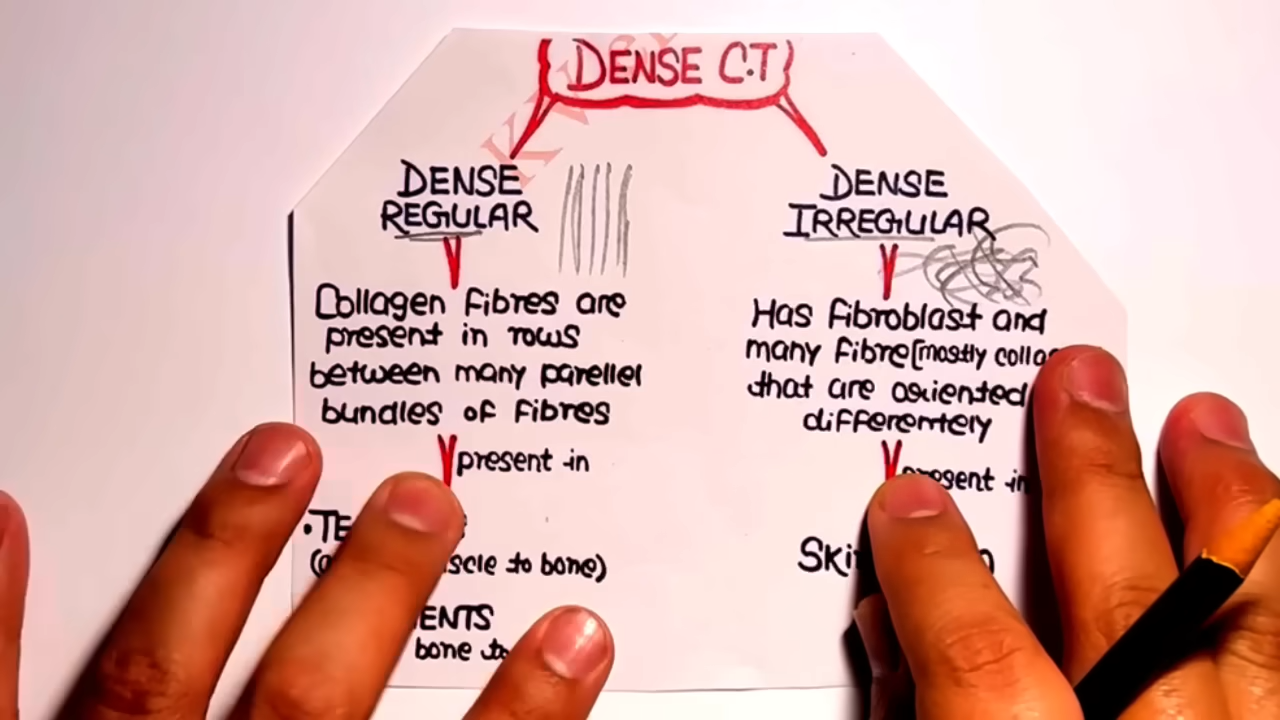 DENSE C.T
DENSE
REGULAR
Collagen fibres are
present in rows
between many parellel
bundles of fibres
present in
(
to bone)
bone
DENSE
IRREGULAR
Has fibroblast and
many fibre[mostly
that are oriented
differentely
in